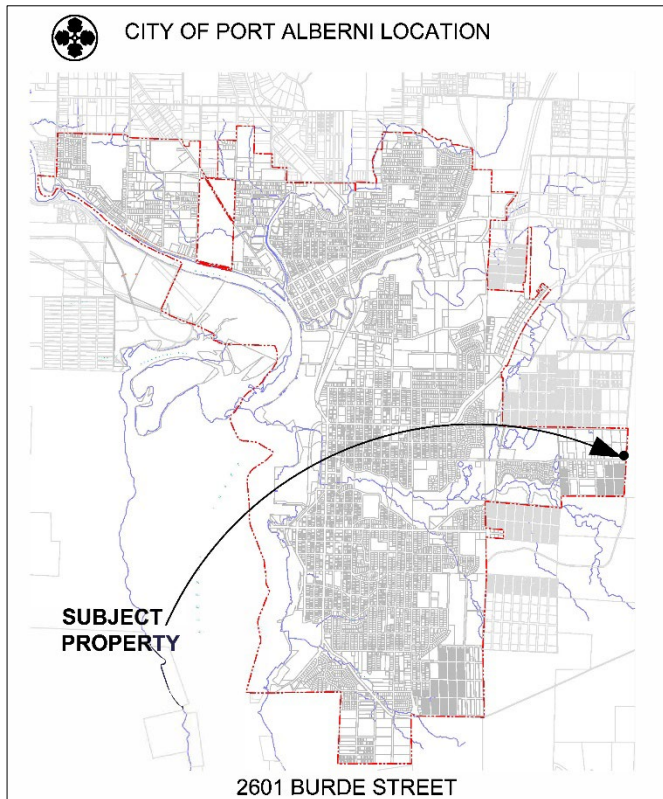 CITY OF PORT ALBERNI LOCATION
SUBJECT
PROPERTY
2601 BURDE STREET